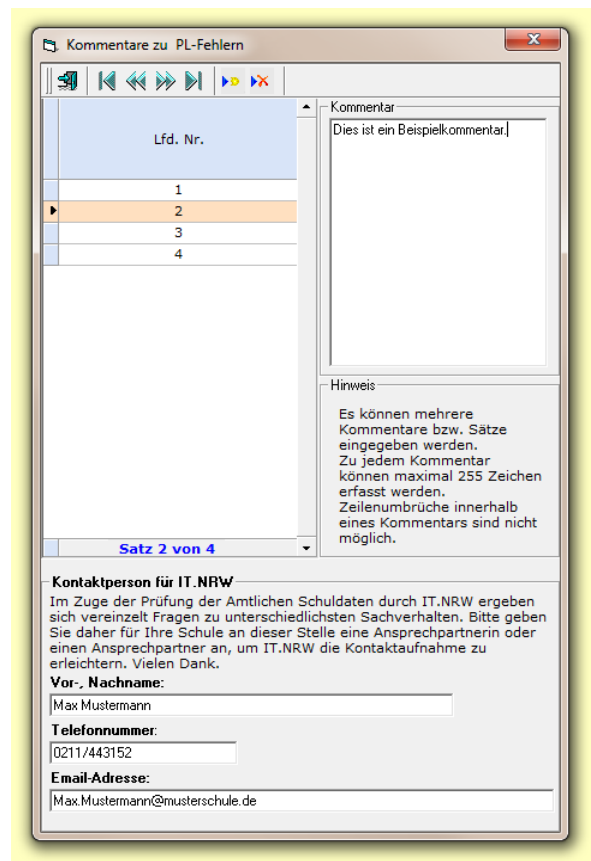 Kommentare zu PL-Fehlern
Lfd. Nr.
1
2
3
4
Satz 2 von 4
Kommentar
Dies ist ein Beispielkommentar.
Hinweis
Es können mehrere
Kommentare bzw. Sätze
eingegeben werden.
Zu jedem Kommentar
können maximal 255 Zeichen
erfasst werden.
Zeilenumbrüche innerhalb
eines Kommentars sind nicht
möglich.
Kontaktperson für IT.NRW
Im Zuge der Prüfung der Amtlichen Schuldaten durch IT.NRW ergeben
sich vereinzelt Fragen zu unterschiedlichsten Sachverhalten. Bitte geben
Sie daher für Ihre Schule an dieser Stelle eine Ansprechpartnerin oder
einen Ansprechpartner an, um IT.NRW die Kontaktaufnahme zu
erleichtern. Vielen Dank.
Vor-, Nachname:
Max Mustermann
Telefonnummer:
0211/443152
Email-Adresse:
Max.Mustermann@musterschule.de